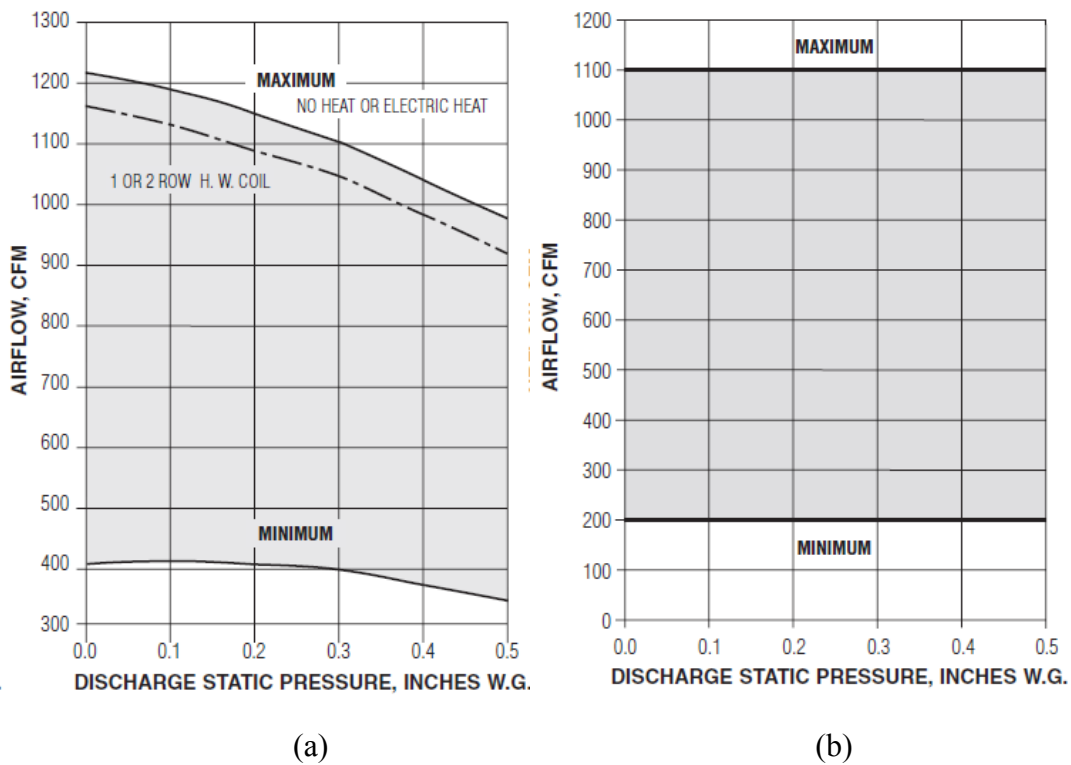 1300
1200
1100
1000
900
800
700
600
500
400
300
AIRFLOW, CFM
MAXIMUM
NO HEAT OR ELECTRIC HEAT
1 OR 2 ROW H. W. COIL
MINIMUM
0.0 0.1 0.2 0.3 0.4 0.5
DISCHARGE STATIC PRESSURE, INCHES W.G.
(a)
1200
1100
1000
900
800
700
600
500
400
300
200
100
0
AIRFLOW, CFM
MAXIMUM
MINIMUM
0.0 0.1 0.2 0.3 0.4 0.5
DISCHARGE STATIC PRESSURE, INCHES W.G.
(b)